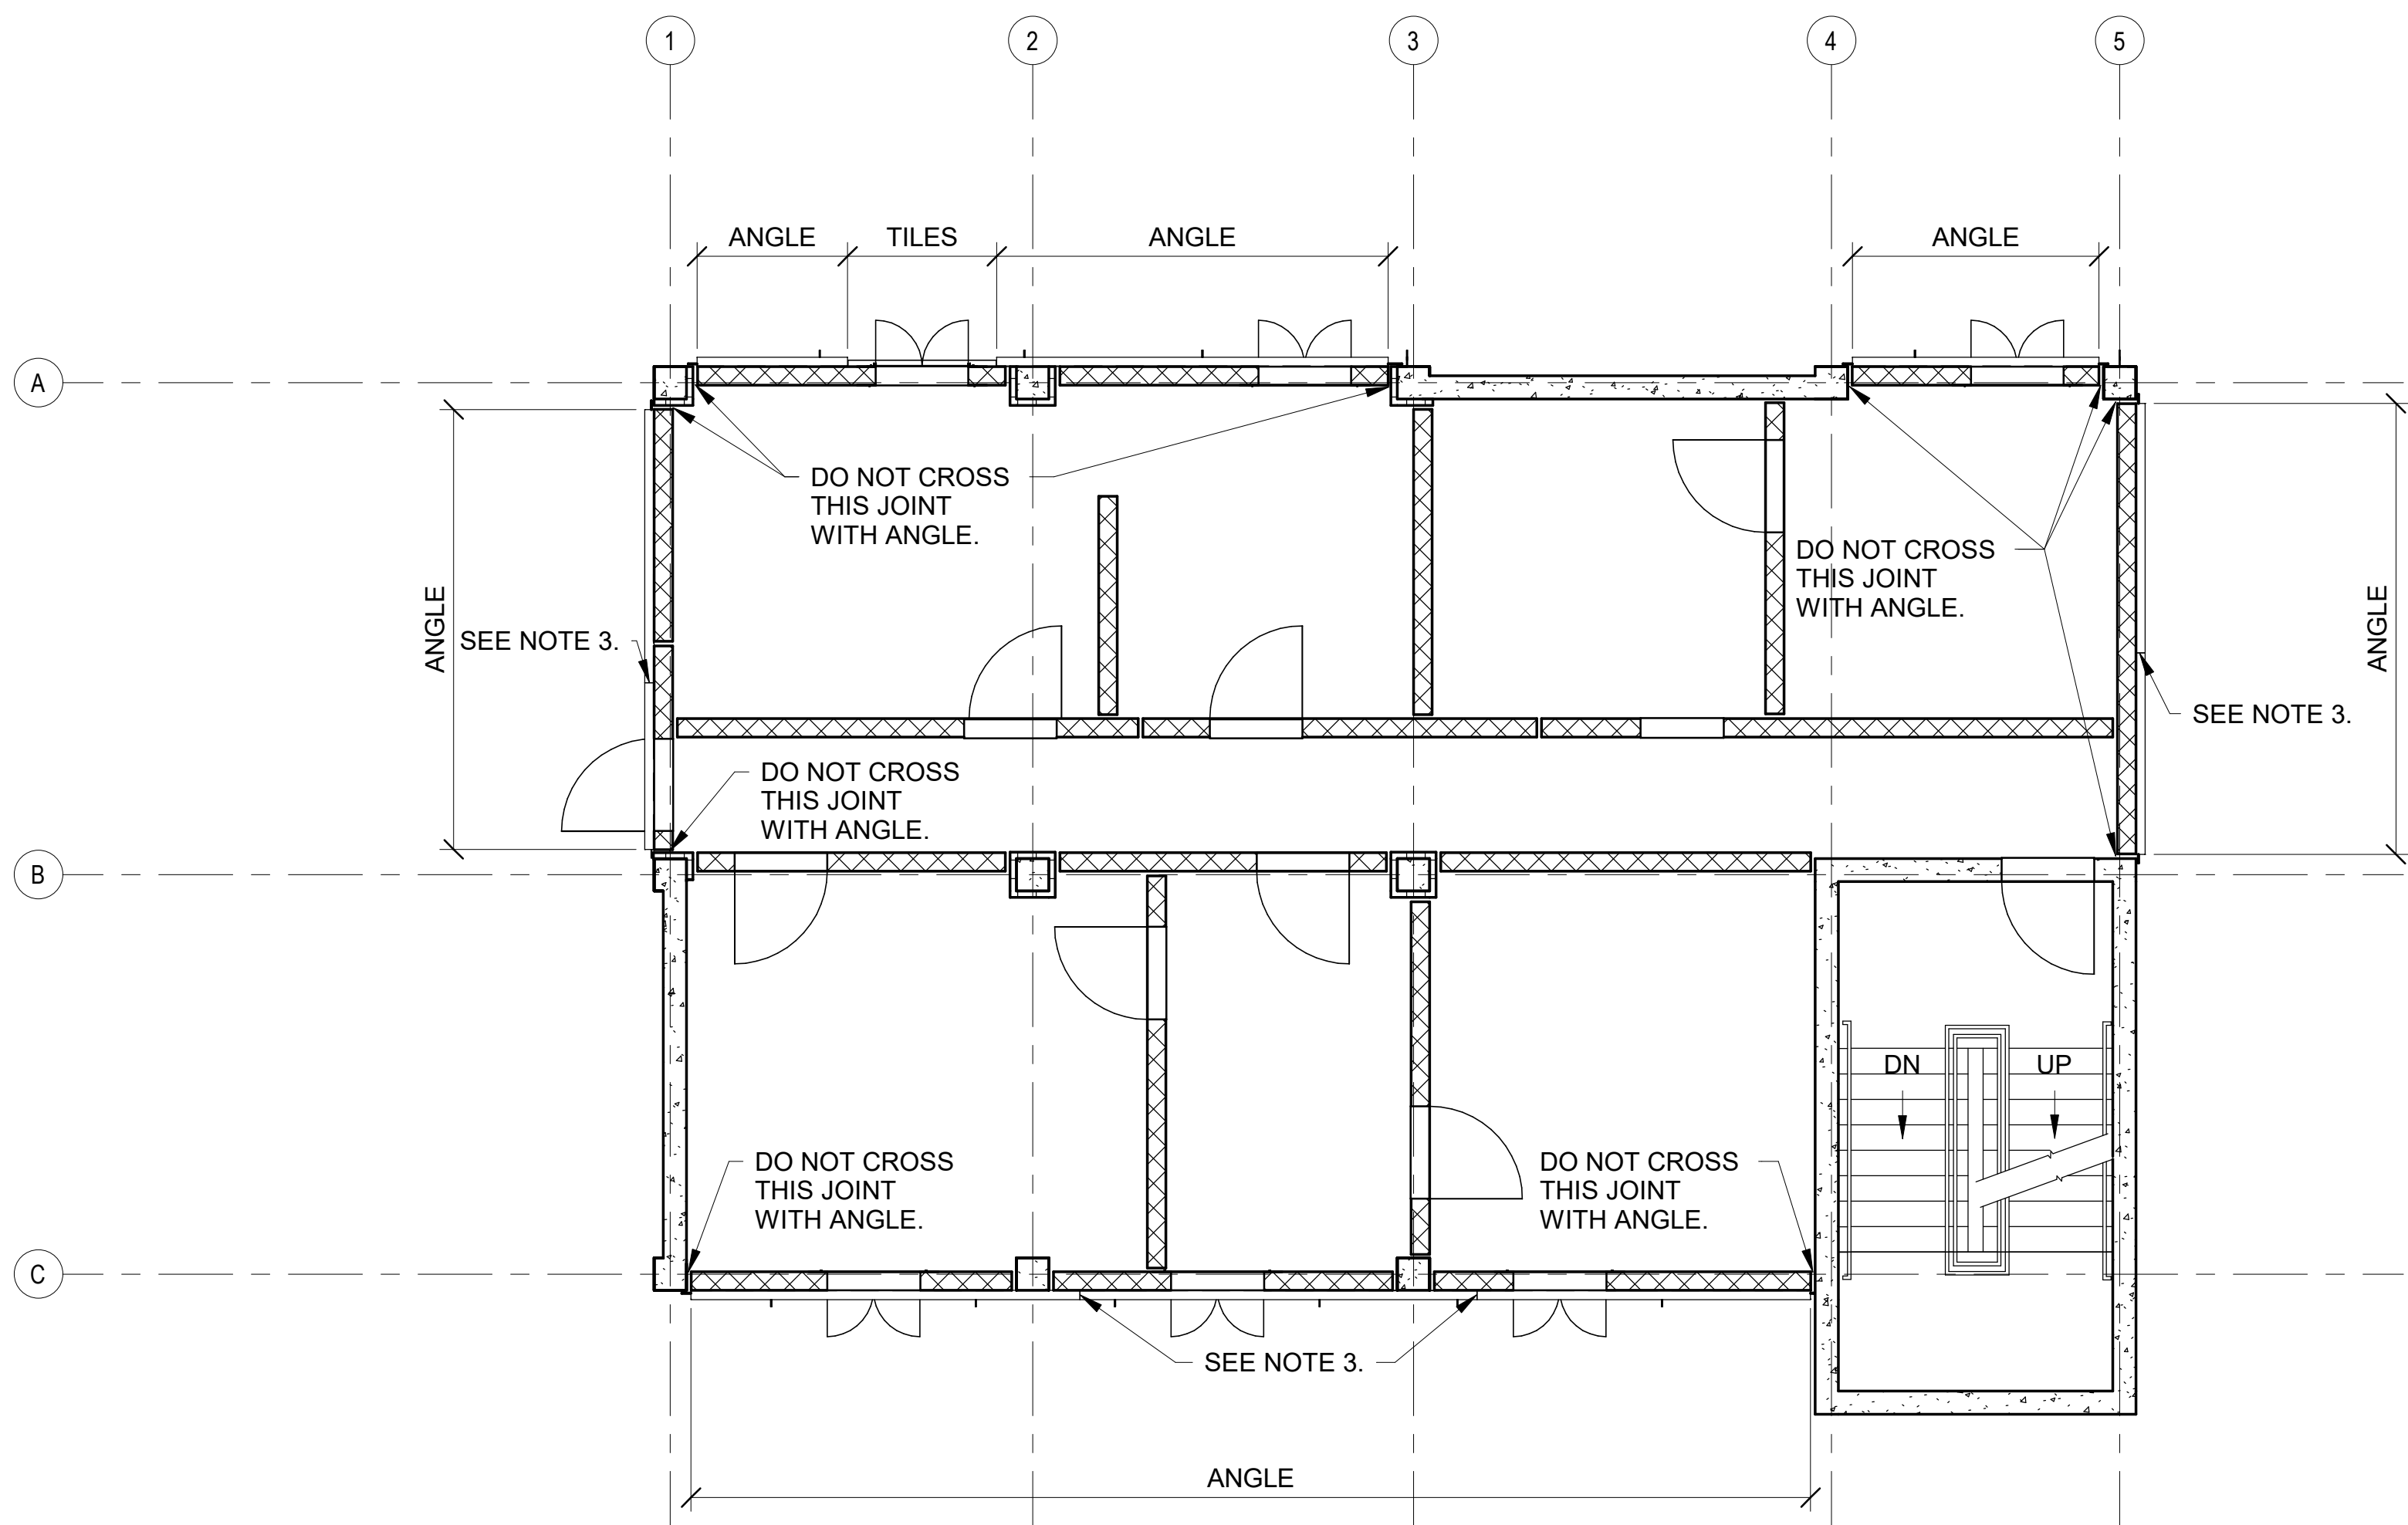 1 2 3 4 5
ANGLE TILES ANGLE ANGLE
A
DO NOT CROSS
THIS JOINT
WITH ANGLE.
DO NOT CROSS
THIS JOINT
WITH ANGLE.
ANGLE
ANGLE
SEE NOTE 3.
SEE NOTE 3.
DO NOT CROSS
THIS JOINT
WITH ANGLE.
B
DN UP
DO NOT CROSS
THIS JOINT
WITH ANGLE.
DO NOT CROSS
THIS JOINT
WITH ANGLE.
C
SEE NOTE 3.
ANGLE